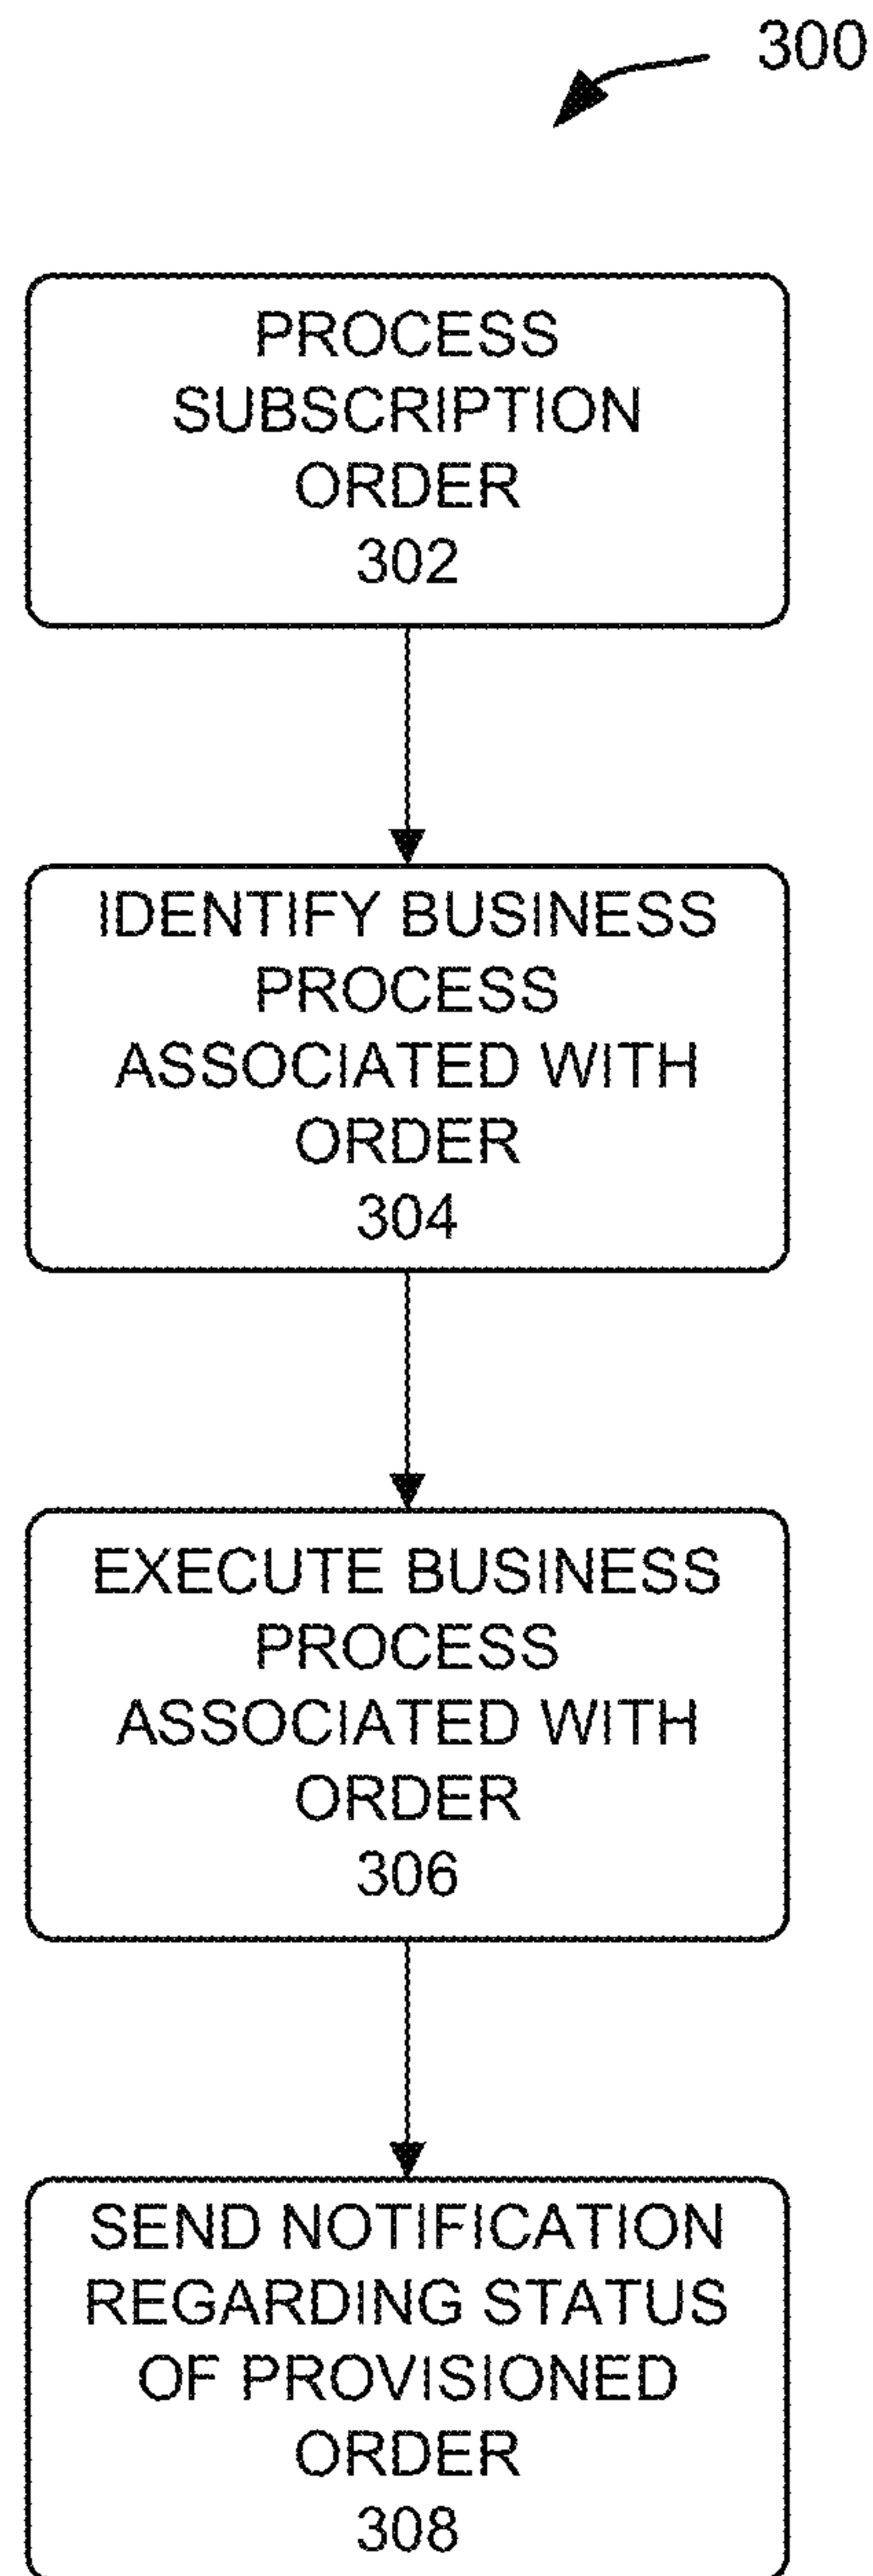 300
PROCESS
SUBSCRIPTION
ORDER
302
IDENTIFY BUSINESS
PROCESS
ASSOCIATED WITH
ORDER
304
EXECUTE BUSINESS
PROCESS
ASSOCIATED WITH
ORDER
306
SEND NOTIFICATION
REGARDING STATUS
OF PROVISIONED
ORDER
308